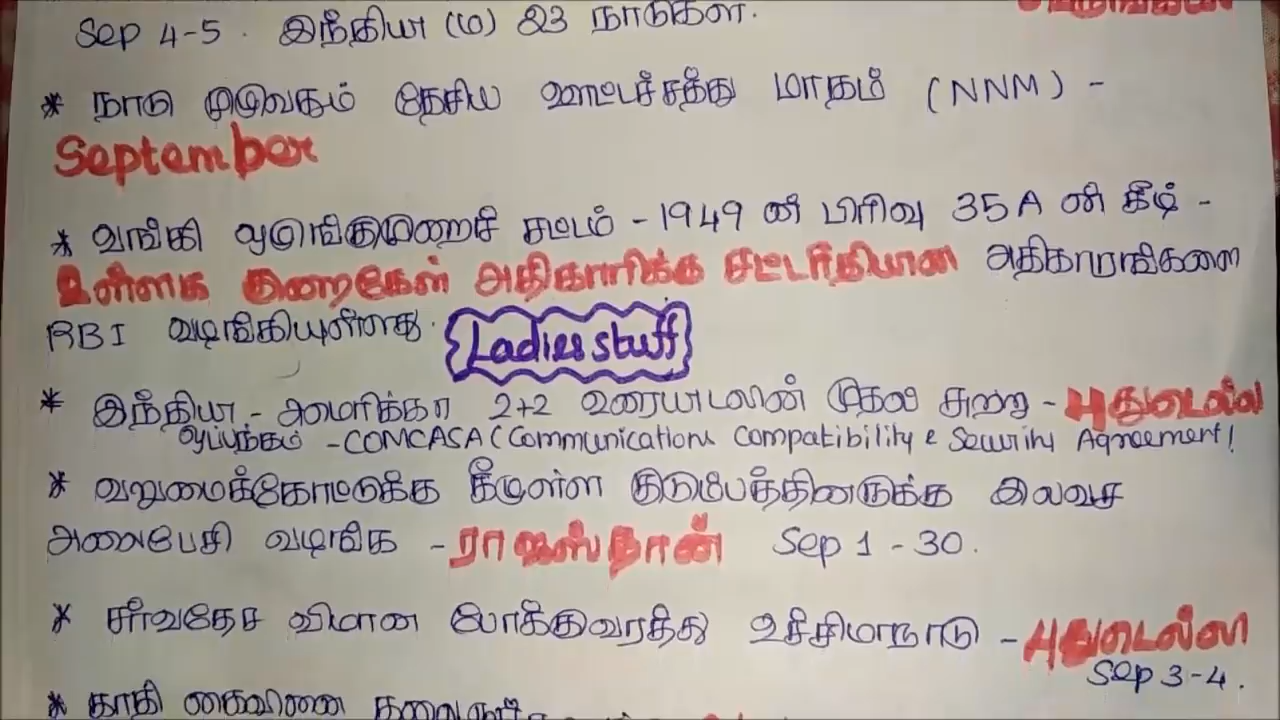 Sep 4-5. இந்தியா (ம) 23 நாடுகள்.
* நாடு முழுவதும் தேசிய ஊட்டச்சத்து மாதம் (NNM) -
September
* வங்கி ஒழுங்குமுறைச் சட்டம் - 1949 ன் பிரிவு 35A ன் கீழ் -
உள்ளக குறைகேள் அதிகாரிக்கு சட்டரீதியான அதிகாரங்களை
RBI வழங்கியுள்ளது.
Ladies stuff
* இந்தியா - அமெரிக்கா 2+2 உரையாடலின் முதல் சுற்று - புதுடெல்லி
ஒப்பந்தம் - COMCASA (Communications Compatibility & Security Agreement)
* வறுமைக்கோட்டுக்கு கீழுள்ள குடும்பத்தினருக்கு இலவச
அலைபேசி வழங்க - ராஜஸ்தான் Sep 1 - 30.
* சர்வதேச விமான போக்குவரத்து உச்சிமாநாடு - புதுடெல்லி
Sep 3-4.
* காதி கைவினை